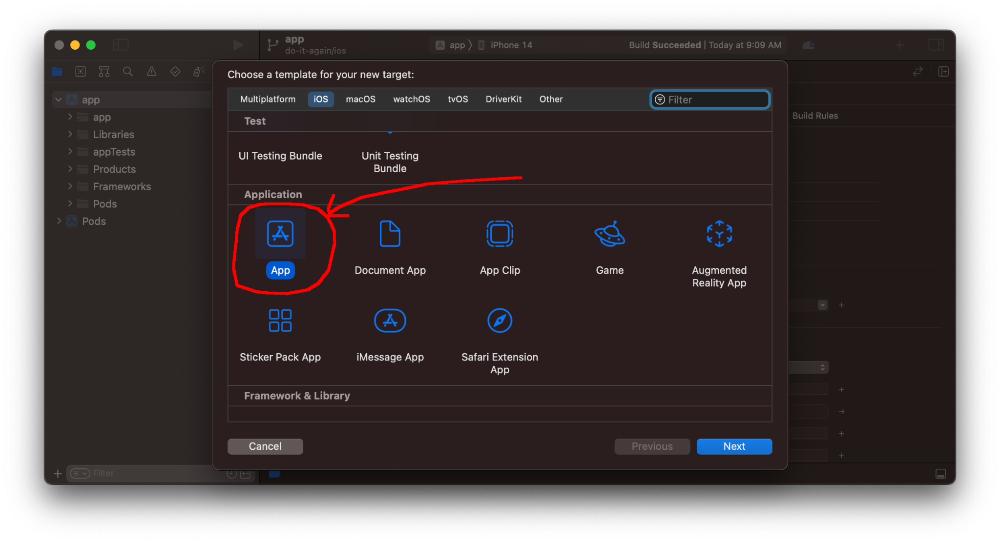 app
do-it-again/ios
app
iPhone 14
Build Succeeded | Today at 9:09 AM
Choose a template for your new target:
Multiplatform
iOS
macOS
watchOS
tvOS
DriverKit
Other
Filter
app
app
Libraries
appTests
Products
Frameworks
Pods
Pods
Build Rules
Test
UI Testing Bundle
Unit Testing
Bundle
Application
App
Document App
App Clip
Game
Augmented
Reality App
Sticker Pack App
iMessage App
Safari Extension
App
Framework & Library
Cancel
Previous
Next
Filter